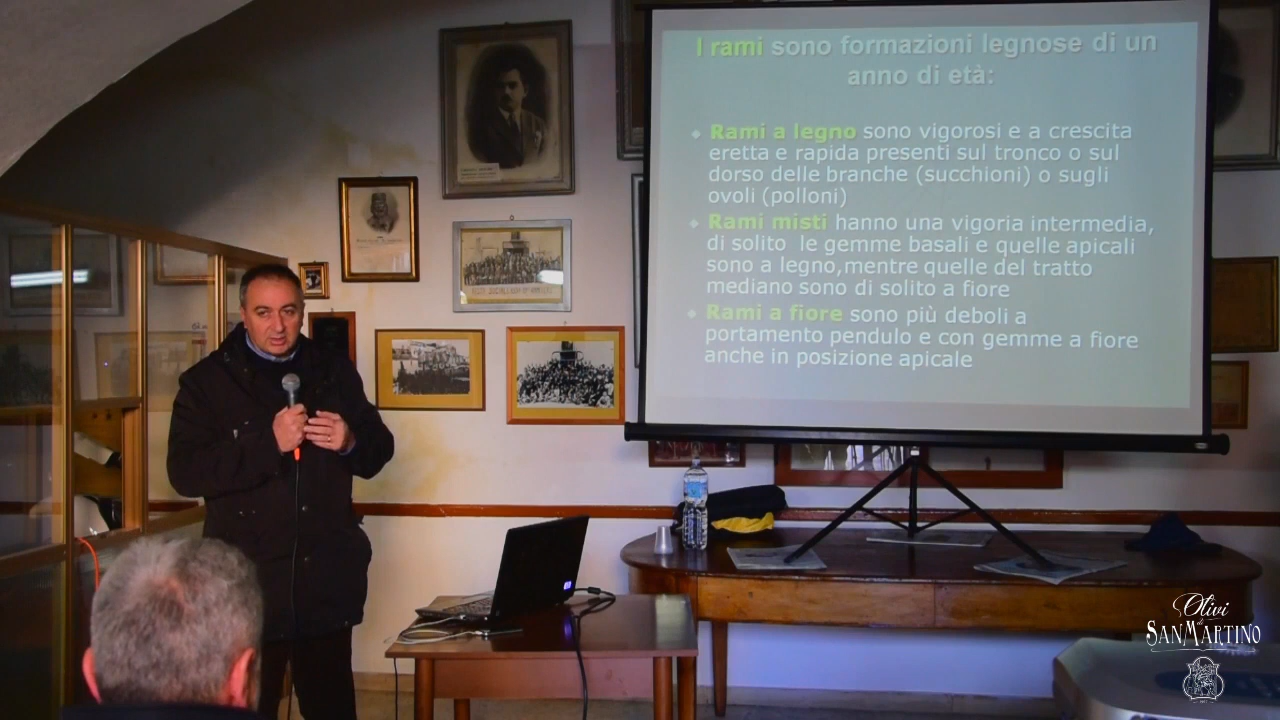 I rami sono formazioni legnose di un
anno di età:
Rami a legno sono vigorosi e a crescita
eretta e rapida presenti sul tronco o sul
dorso delle branche (succhioni) o sugli
ovoli (polloni)
Rami misti hanno una vigoria intermedia,
di solito le gemme basali e quelle apicali
sono a legno,mentre quelle del tratto
mediano sono di solito a fiore
Rami a fiore sono più deboli a
portamento pendulo e con gemme a fiore
anche in posizione apicale
Olivi
di
SANMARTINO